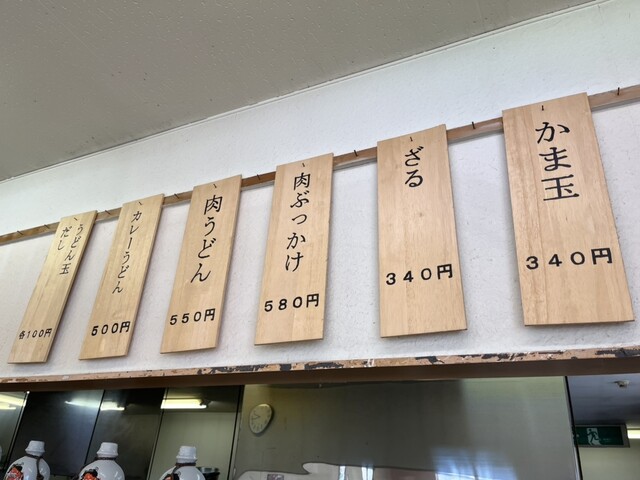 かま玉
340円
ざる
340円
肉ぶっかけ
580円
肉うどん
550円
カレーうどん
500円
うどん玉
だし
各100円